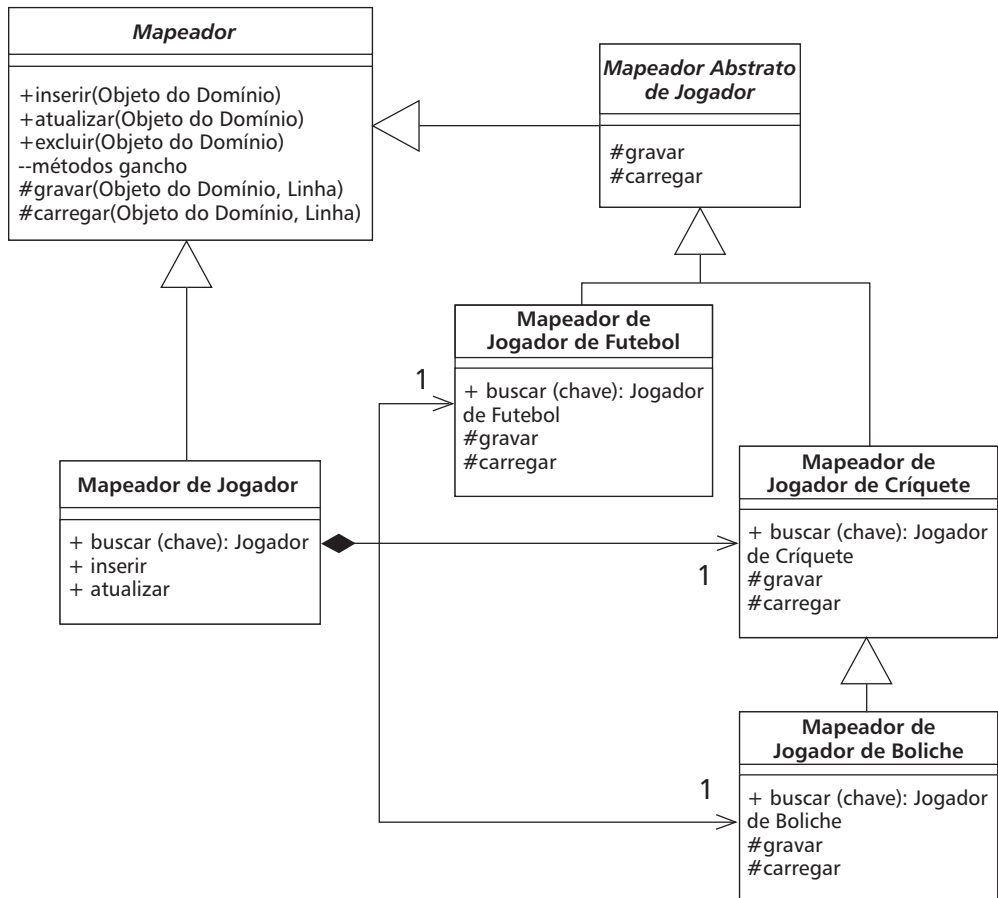 Mapeador
+inserir(Objeto do Domínio)
+atualizar(Objeto do Domínio)
+excluir(Objeto do Domínio)
--métodos gancho
#gravar(Objeto do Domínio, Linha)
#carregar(Objeto do Domínio, Linha)
Mapeador Abstrato
de Jogador
#gravar
#carregar
Mapeador de
Jogador de Futebol
+ buscar (chave): Jogador
de Futebol
#gravar
#carregar
1
Mapeador de Jogador
+ buscar (chave): Jogador
+ inserir
+ atualizar
Mapeador de
Jogador de Críquete
+ buscar (chave): Jogador
de Críquete
#gravar
#carregar
1
Mapeador de
Jogador de Boliche
+ buscar (chave): Jogador
de Boliche
#gravar
#carregar
1